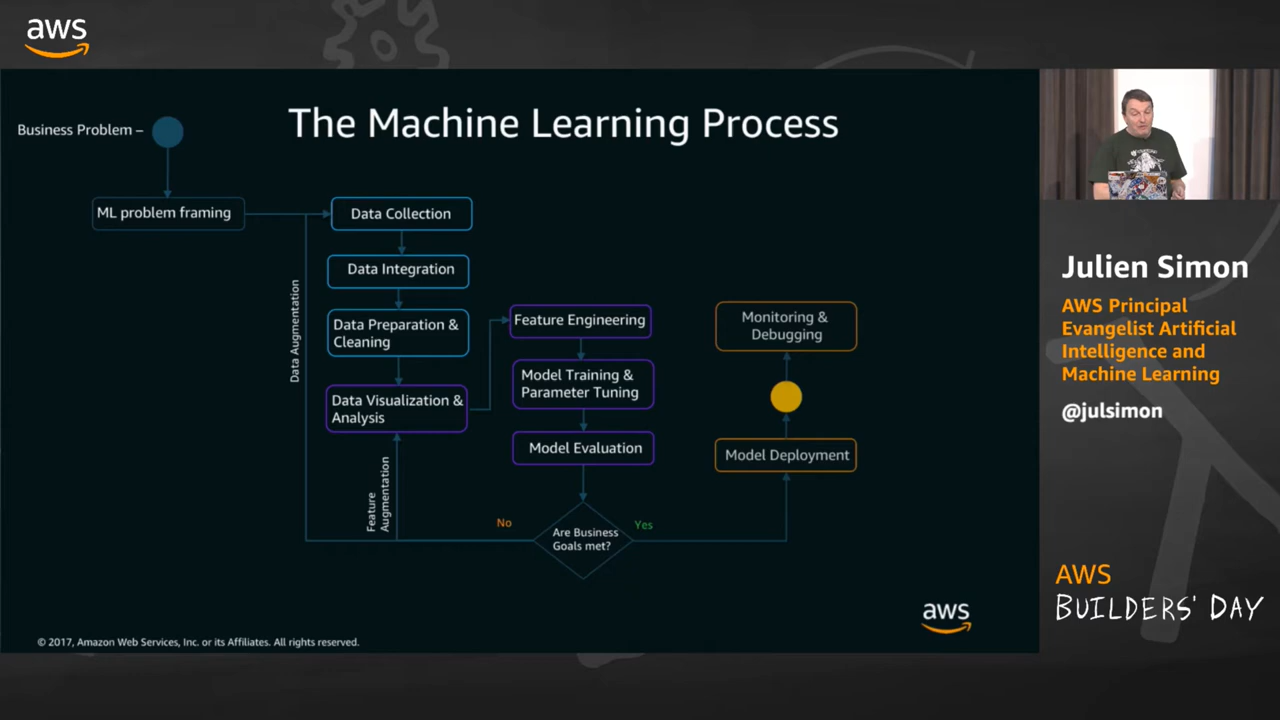 aws
The Machine Learning Process
Business Problem –
ML problem framing
Data Collection
Data Integration
Data Preparation &
Cleaning
Data Visualization &
Analysis
Data Augmentation
Feature
Augmentation
Feature Engineering
Model Training &
Parameter Tuning
Model Evaluation
Are Business
Goals met?
No
Yes
Model Deployment
Monitoring &
Debugging
aws
© 2017, Amazon Web Services, Inc. or its Affiliates. All rights reserved.
Julien Simon
AWS Principal
Evangelist Artificial
Intelligence and
Machine Learning
@julsimon
AWS
BUILDERS' DAY